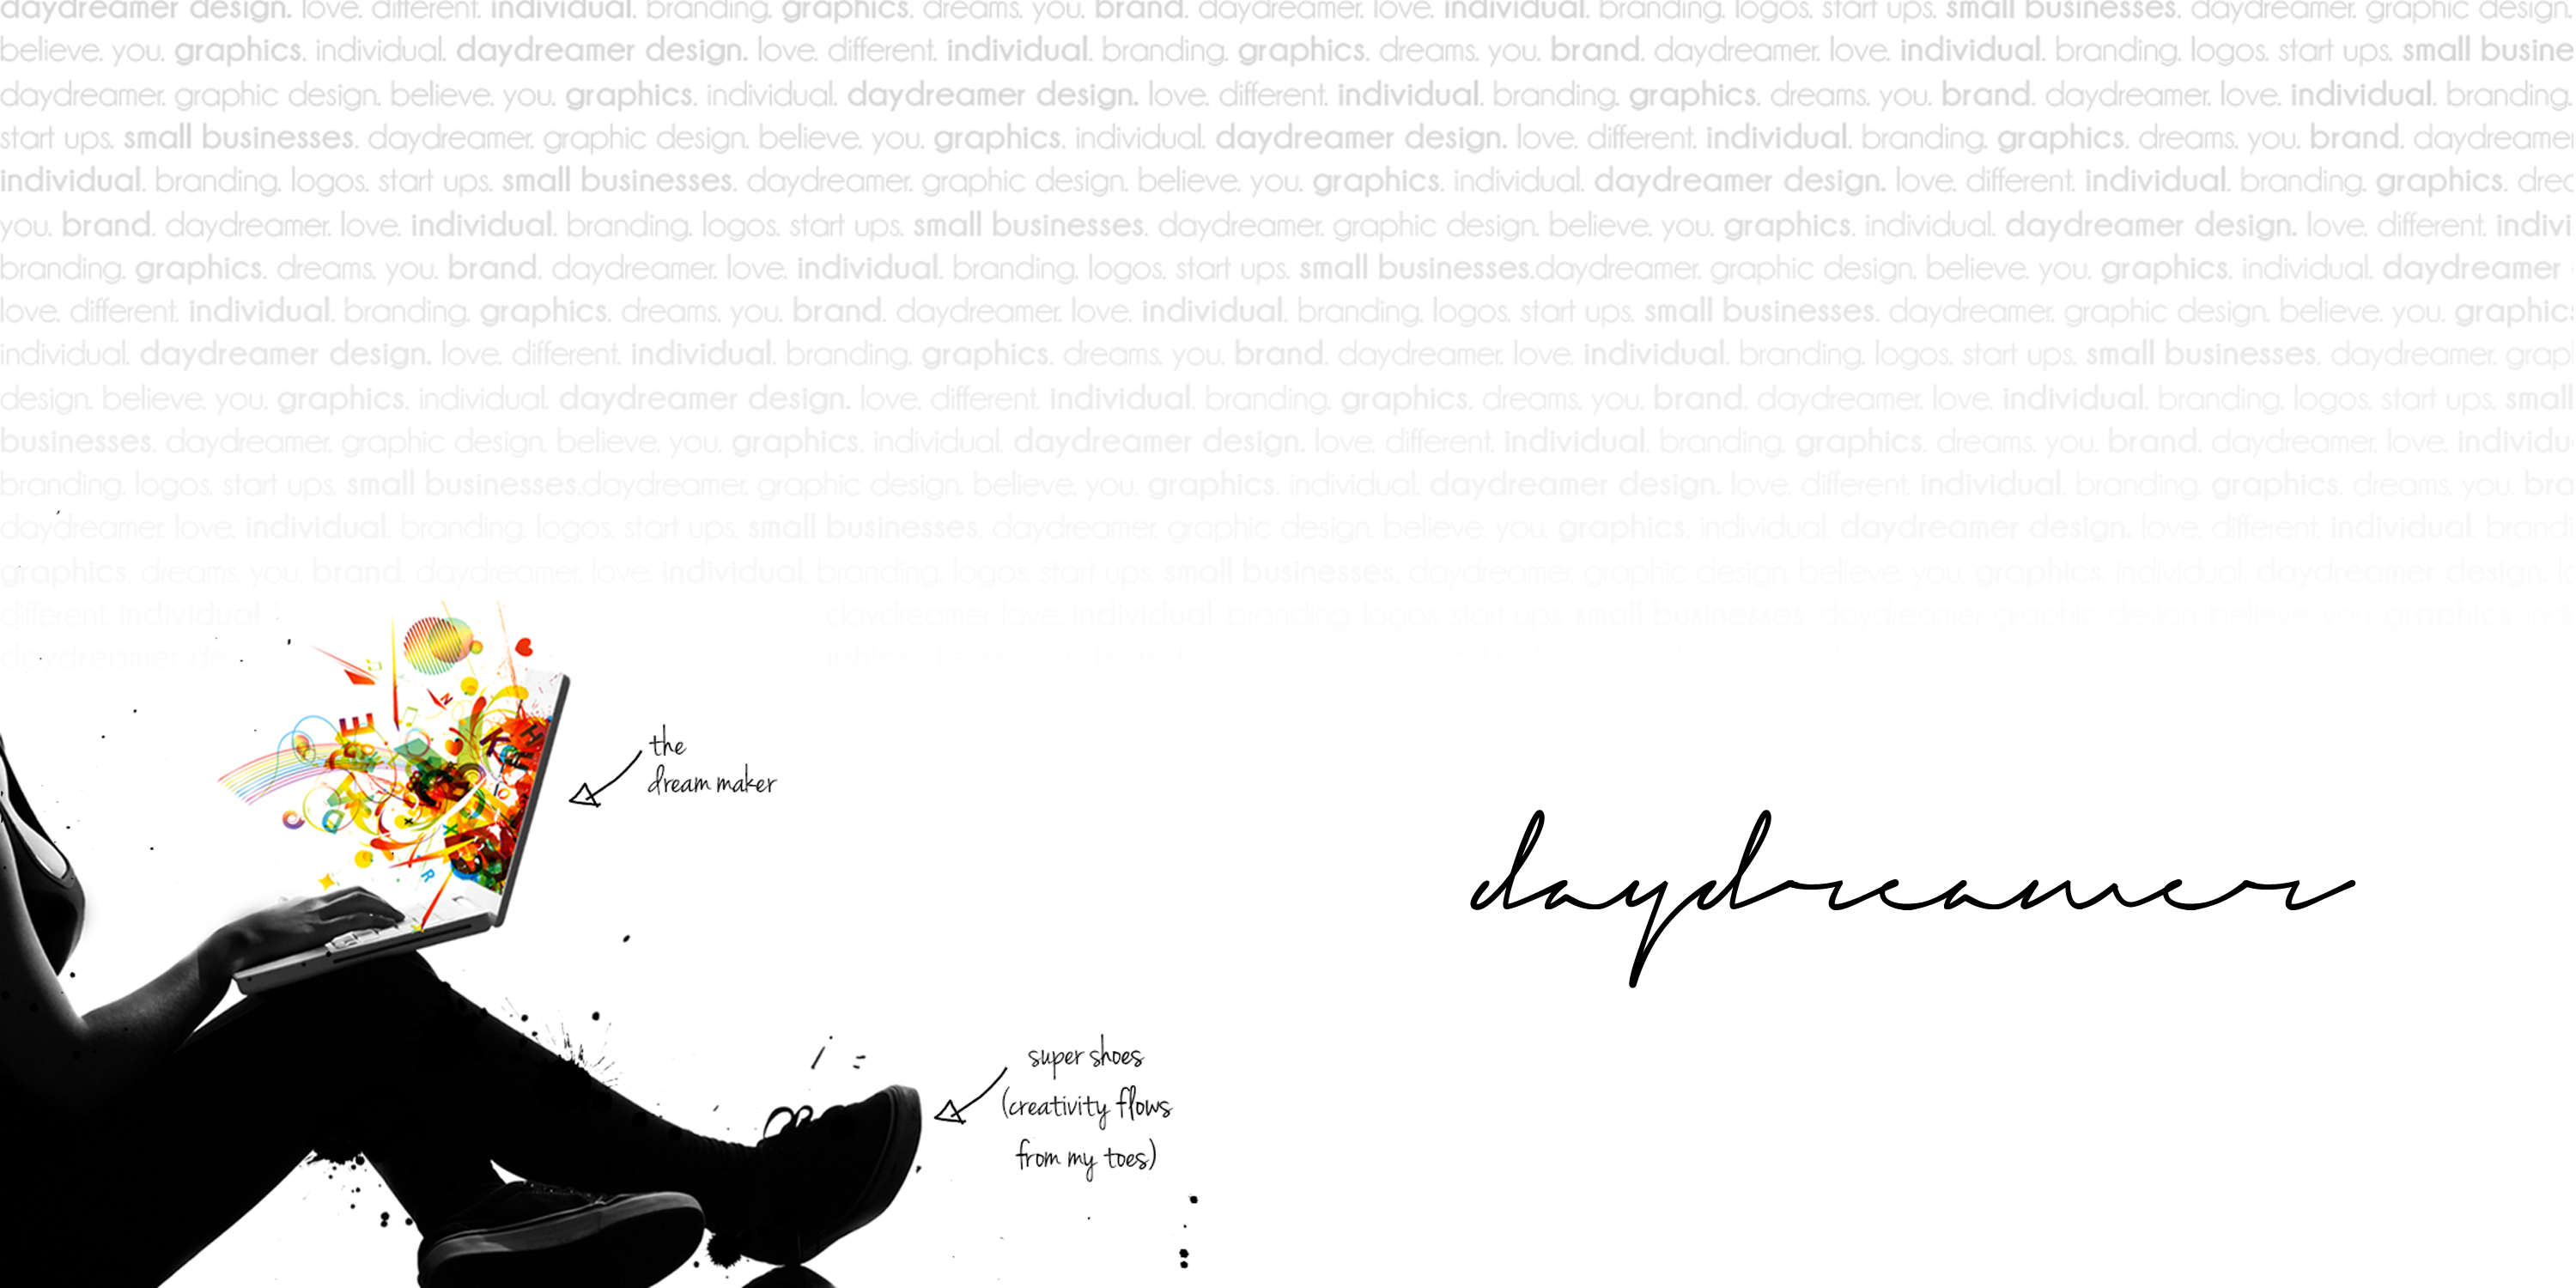 daydreamer design. love. different. individual. branding. graphics. dreams. you. brand. daydreamer. love. individual. branding. logos. start ups. small businesses. daydreamer. graphic design.
believe. you. graphics. individual. daydreamer design. love. different. individual. branding. graphics. dreams. you. brand. daydreamer. love. individual. branding. logos. start ups. small busine
daydreamer. graphic design. believe. you. graphics. individual. daydreamer design. love. different. individual. branding. graphics. dreams. you. brand. daydreamer. love. individual. branding.
start ups. small businesses. daydreamer. graphic design. believe. you. graphics. individual. daydreamer design. love. different. individual. branding. graphics. dreams. you. brand. daydreamer
individual. branding. logos. start ups. small businesses. daydreamer. graphic design. believe. you. graphics. individual. daydreamer design. love. different. individual. branding. graphics. drea
you. brand. daydreamer. love. individual. branding. logos. start ups. small businesses. daydreamer. graphic design. believe. you. graphics. individual. daydreamer design. love. different. indivi
branding. graphics. dreams. you. brand. daydreamer. love. individual. branding. logos. start ups. small businesses.daydreamer. graphic design. believe. you. graphics. individual. daydreamer
love. different. individual. branding. graphics. dreams. you. brand. daydreamer. love. individual. branding. logos. start ups. small businesses. daydreamer. graphic design. believe. you. graphics
individual. daydreamer design. love. different. individual. branding. graphics. dreams. you. brand. daydreamer. love. individual. branding. logos. start ups. small businesses. daydreamer. grap
design. believe. you. graphics. individual. daydreamer design. love. different. individual. branding. graphics. dreams. you. brand. daydreamer. love. individual. branding. logos. start ups. small
businesses. daydreamer. graphic design. believe. you. graphics. individual. daydreamer design. love. different. individual. branding. graphics. dreams. you. brand. daydreamer. love. individu
branding. logos. start ups. small businesses.daydreamer. graphic design. believe. you. graphics. individual. daydreamer design. love. different. individual. branding. graphics. dreams. you. bra
daydreamer. love. individual. branding. logos. start ups. small businesses. daydreamer. graphic design. believe. you. graphics. individual. daydreamer design. love. different. individual. brandi
graphics. dreams. you. brand. daydreamer. love. individual. branding. logos. start ups. small businesses. daydreamer. graphic design. believe. you. graphics. individual. daydreamer design. lo
different. individual. daydreamer. love. individual. branding. logos. start ups. small businesses. daydreamer. graphic design. believe. you. graphics.
daydreamer de
the
dream maker
daydreamer
super shoes
(creativity flows
from my toes)